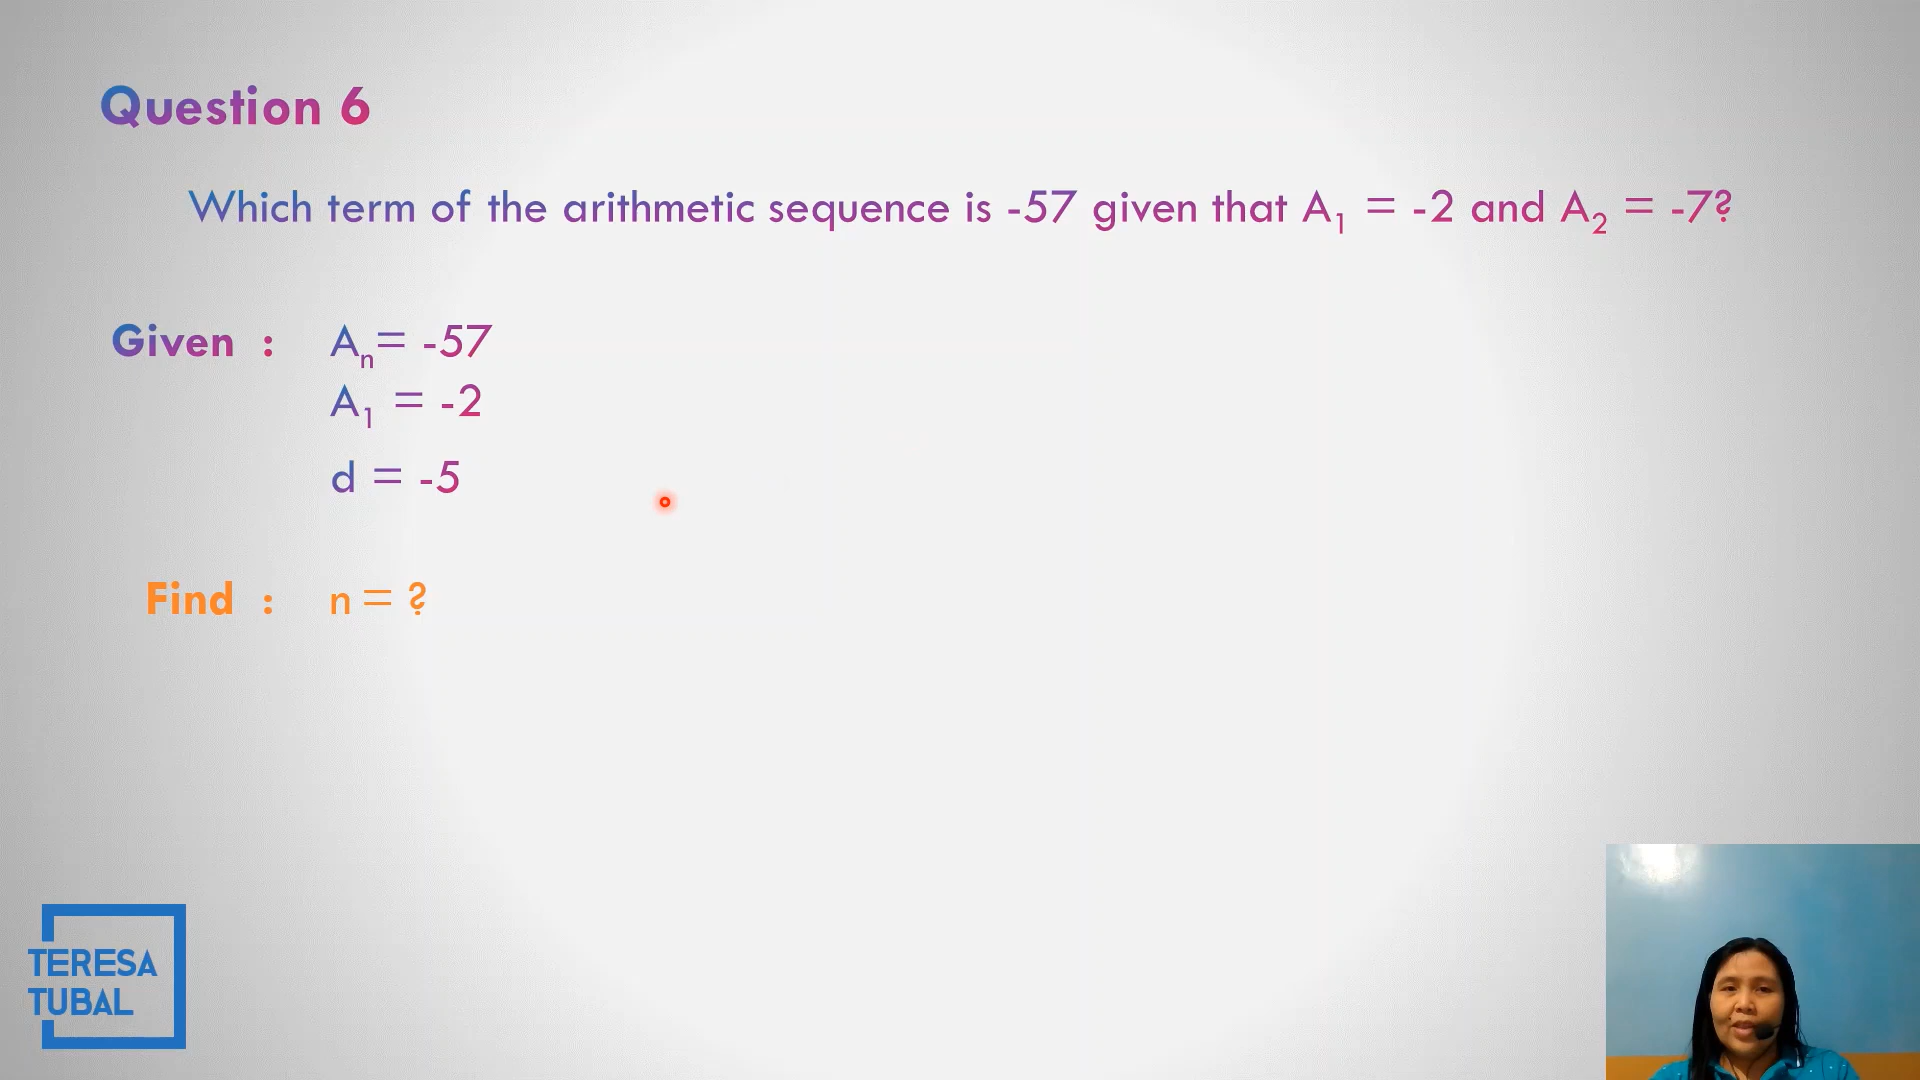 Question 6
Which term of the arithmetic sequence is -57 given that A₁ = -2 and A₂ = -7?
Given : Aₙ= -57
A₁ = -2
d = -5
Find : n = ?
TERESA
TUBAL